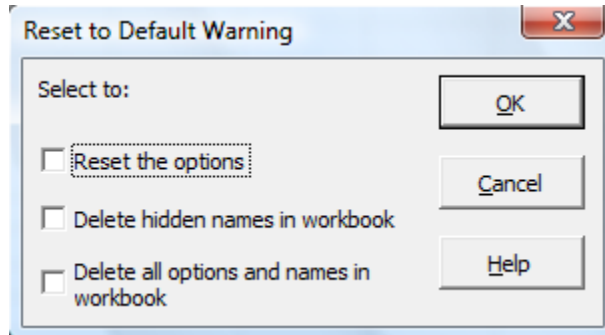 Reset to Default Warning
Select to:
OK
Reset the options
Cancel
Delete hidden names in workbook
Help
Delete all options and names in
workbook